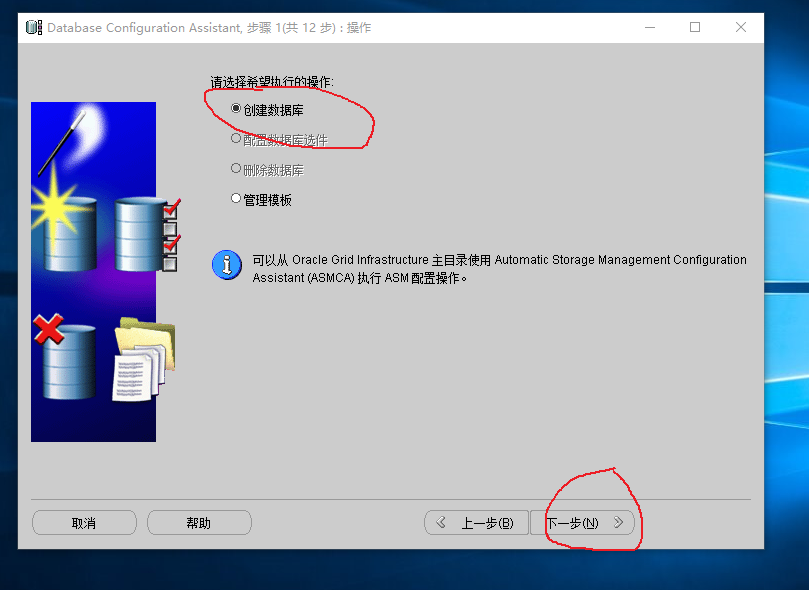 Database Configuration Assistant, 步骤 1(共 12 步) : 操作
请选择希望执行的操作:
创建数据库
配置数据库选件
删除数据库
管理模板
可以从 Oracle Grid Infrastructure 主目录使用 Automatic Storage Management Configuration
Assistant (ASMCA) 执行 ASM 配置操作。
取消
帮助
上一步(B)
下一步(N)